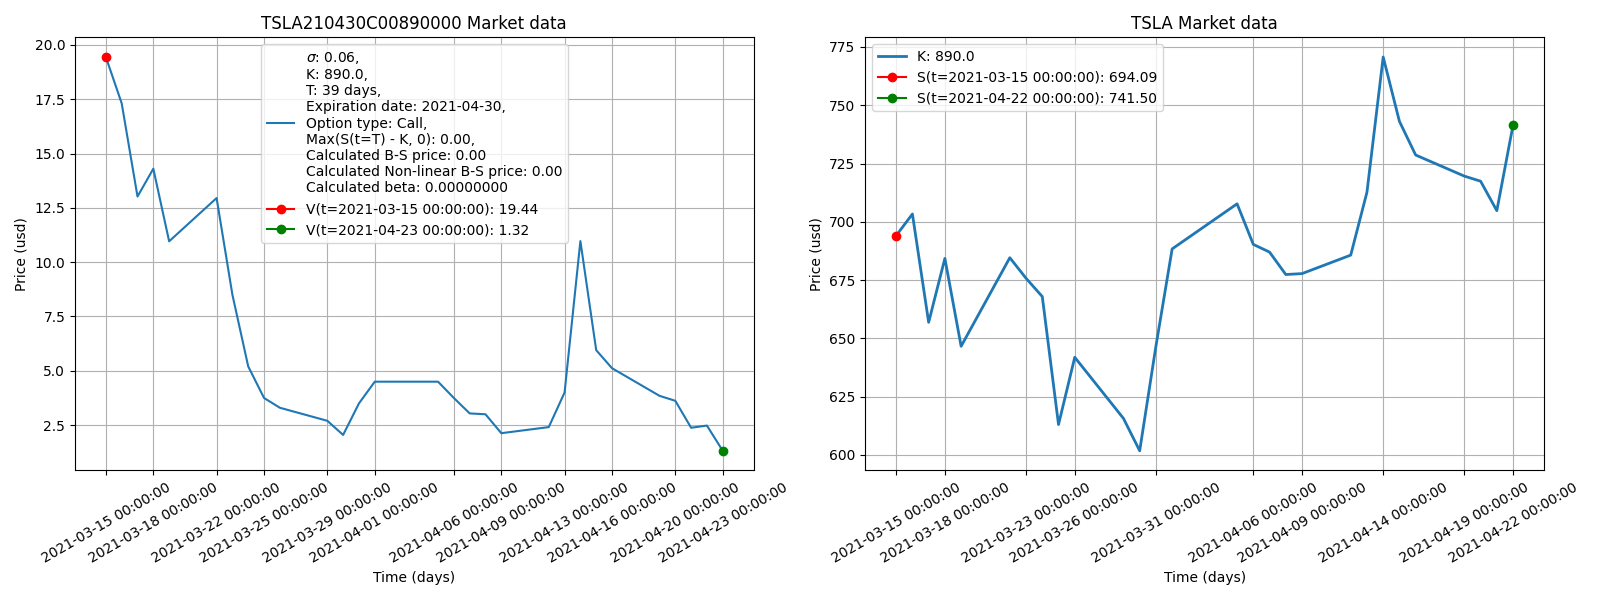 TSLA210430C00890000 Market data
Price (usd)
20.0
17.5
15.0
12.5
10.0
7.5
5.0
2.5
σ: 0.06,
K: 890.0,
T: 39 days,
Expiration date: 2021-04-30,
Option type: Call,
Max(S(t=T) - K, 0): 0.00,
Calculated B-S price: 0.00
Calculated Non-linear B-S price: 0.00
Calculated beta: 0.00000000
V(t=2021-03-15 00:00:00): 19.44
V(t=2021-04-23 00:00:00): 1.32
2021-03-15 00:00:00
2021-03-18 00:00:00
2021-03-22 00:00:00
2021-03-25 00:00:00
2021-03-29 00:00:00
2021-04-01 00:00:00
2021-04-06 00:00:00
2021-04-09 00:00:00
2021-04-13 00:00:00
2021-04-16 00:00:00
2021-04-20 00:00:00
2021-04-23 00:00:00
Time (days)
TSLA Market data
Price (usd)
775
750
725
700
675
650
625
600
K: 890.0
S(t=2021-03-15 00:00:00): 694.09
S(t=2021-04-22 00:00:00): 741.50
2021-03-15 00:00:00
2021-03-18 00:00:00
2021-03-23 00:00:00
2021-03-26 00:00:00
2021-03-31 00:00:00
2021-04-06 00:00:00
2021-04-09 00:00:00
2021-04-14 00:00:00
2021-04-19 00:00:00
2021-04-22 00:00:00
Time (days)